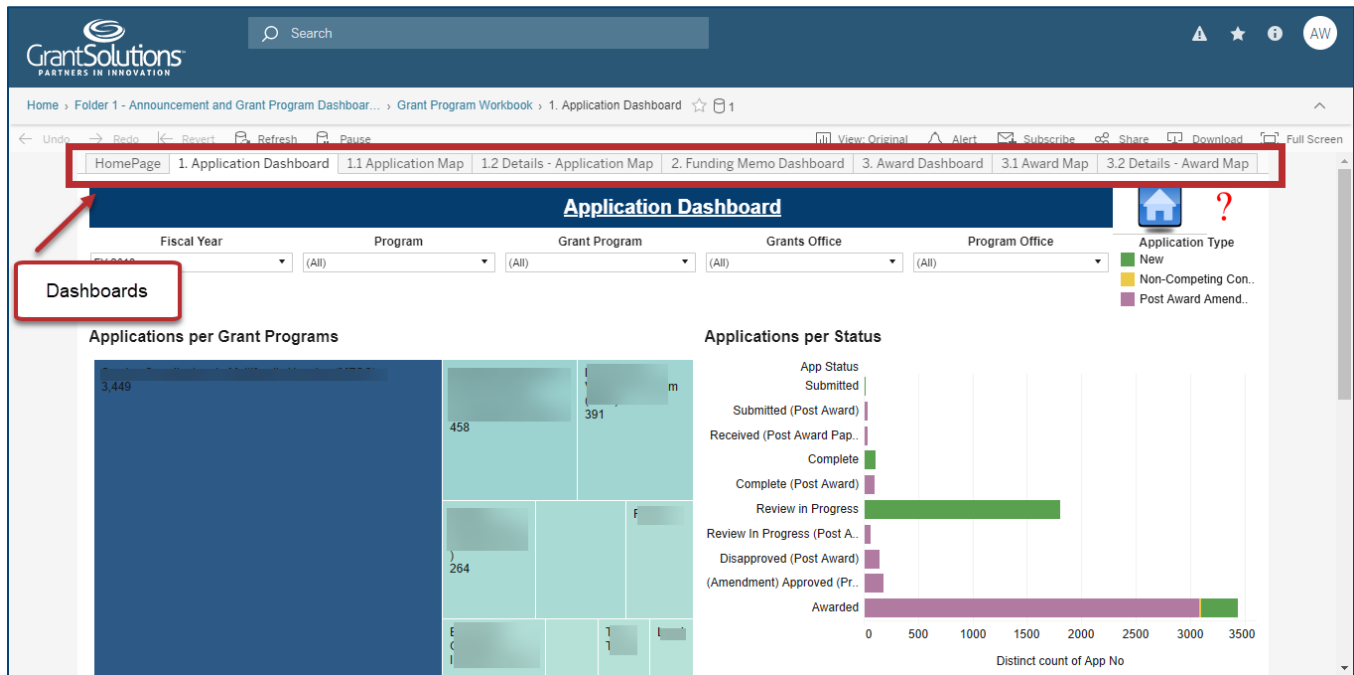 Search
AW
GrantSolutions
PARTNERS IN INNOVATION
Home › Folder 1 - Announcement and Grant Program Dashboar... › Grant Program Workbook › 1. Application Dashboard 1
Undo Redo Revert Refresh Pause View: Original Alert Subscribe Share Download Full Screen
HomePage 1. Application Dashboard 1.1 Application Map 1.2 Details - Application Map 2. Funding Memo Dashboard 3. Award Dashboard 3.1 Award Map 3.2 Details - Award Map
Application Dashboard ?
Fiscal Year Program Grant Program Grants Office Program Office Application Type
(All) (All) (All) (All) New
Non-Competing Con..
Post Award Amend..
Dashboards
Applications per Grant Programs
3,449
458
m
391
)
264
Applications per Status
App Status
Submitted
Submitted (Post Award)
Received (Post Award Pap..
Complete
Complete (Post Award)
Review in Progress
Review In Progress (Post A..
Disapproved (Post Award)
(Amendment) Approved (Pr..
Awarded
0 500 1000 1500 2000 2500 3000 3500
Distinct count of App No